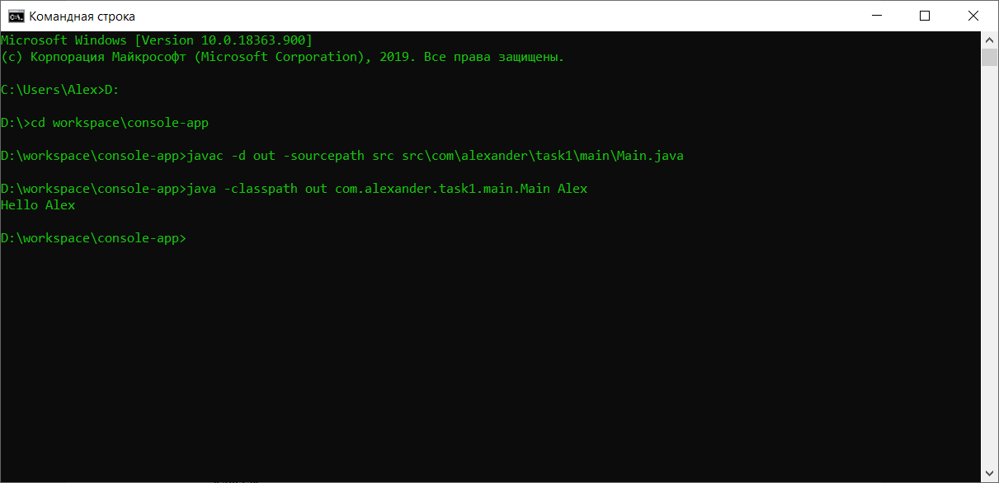 Командная строка
Microsoft Windows [Version 10.0.18363.900]
(c) Корпорация Майкрософт (Microsoft Corporation), 2019. Все права защищены.
C:\Users\Alex>D:
D:\>cd workspace\console-app
D:\workspace\console-app>javac -d out -sourcepath src src\com\alexander\task1\main\Main.java
D:\workspace\console-app>java -classpath out com.alexander.task1.main.Main Alex
Hello Alex
D:\workspace\console-app>